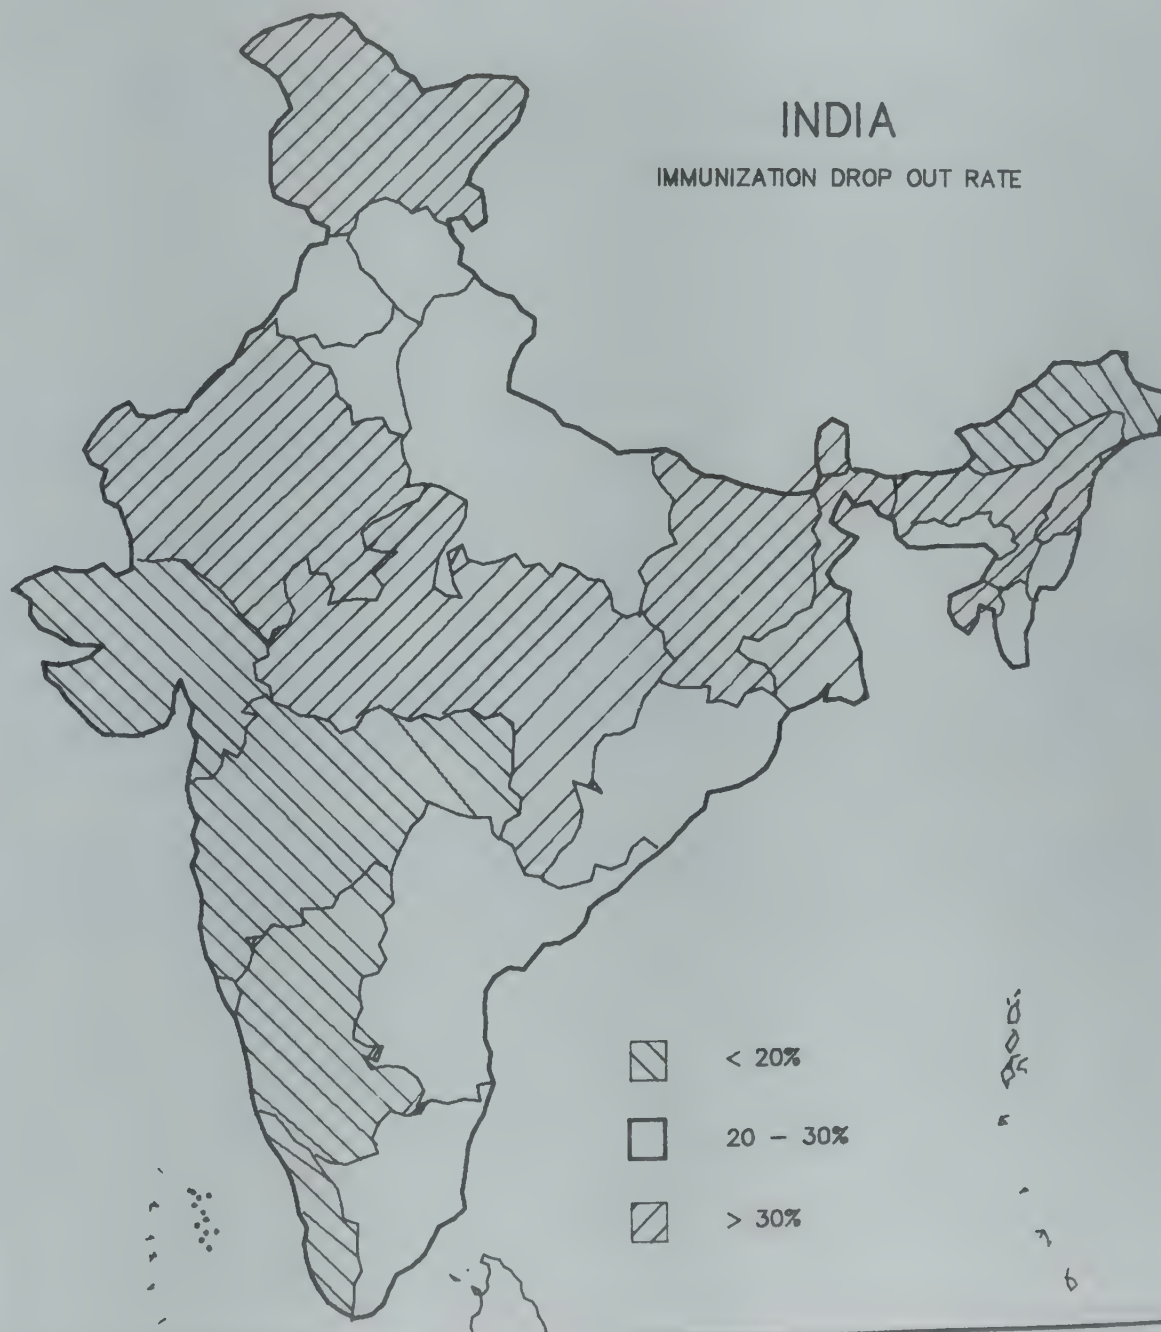 INDIA
IMMUNIZATION DROP OUT RATE
< 20%
20 - 30%
> 30%